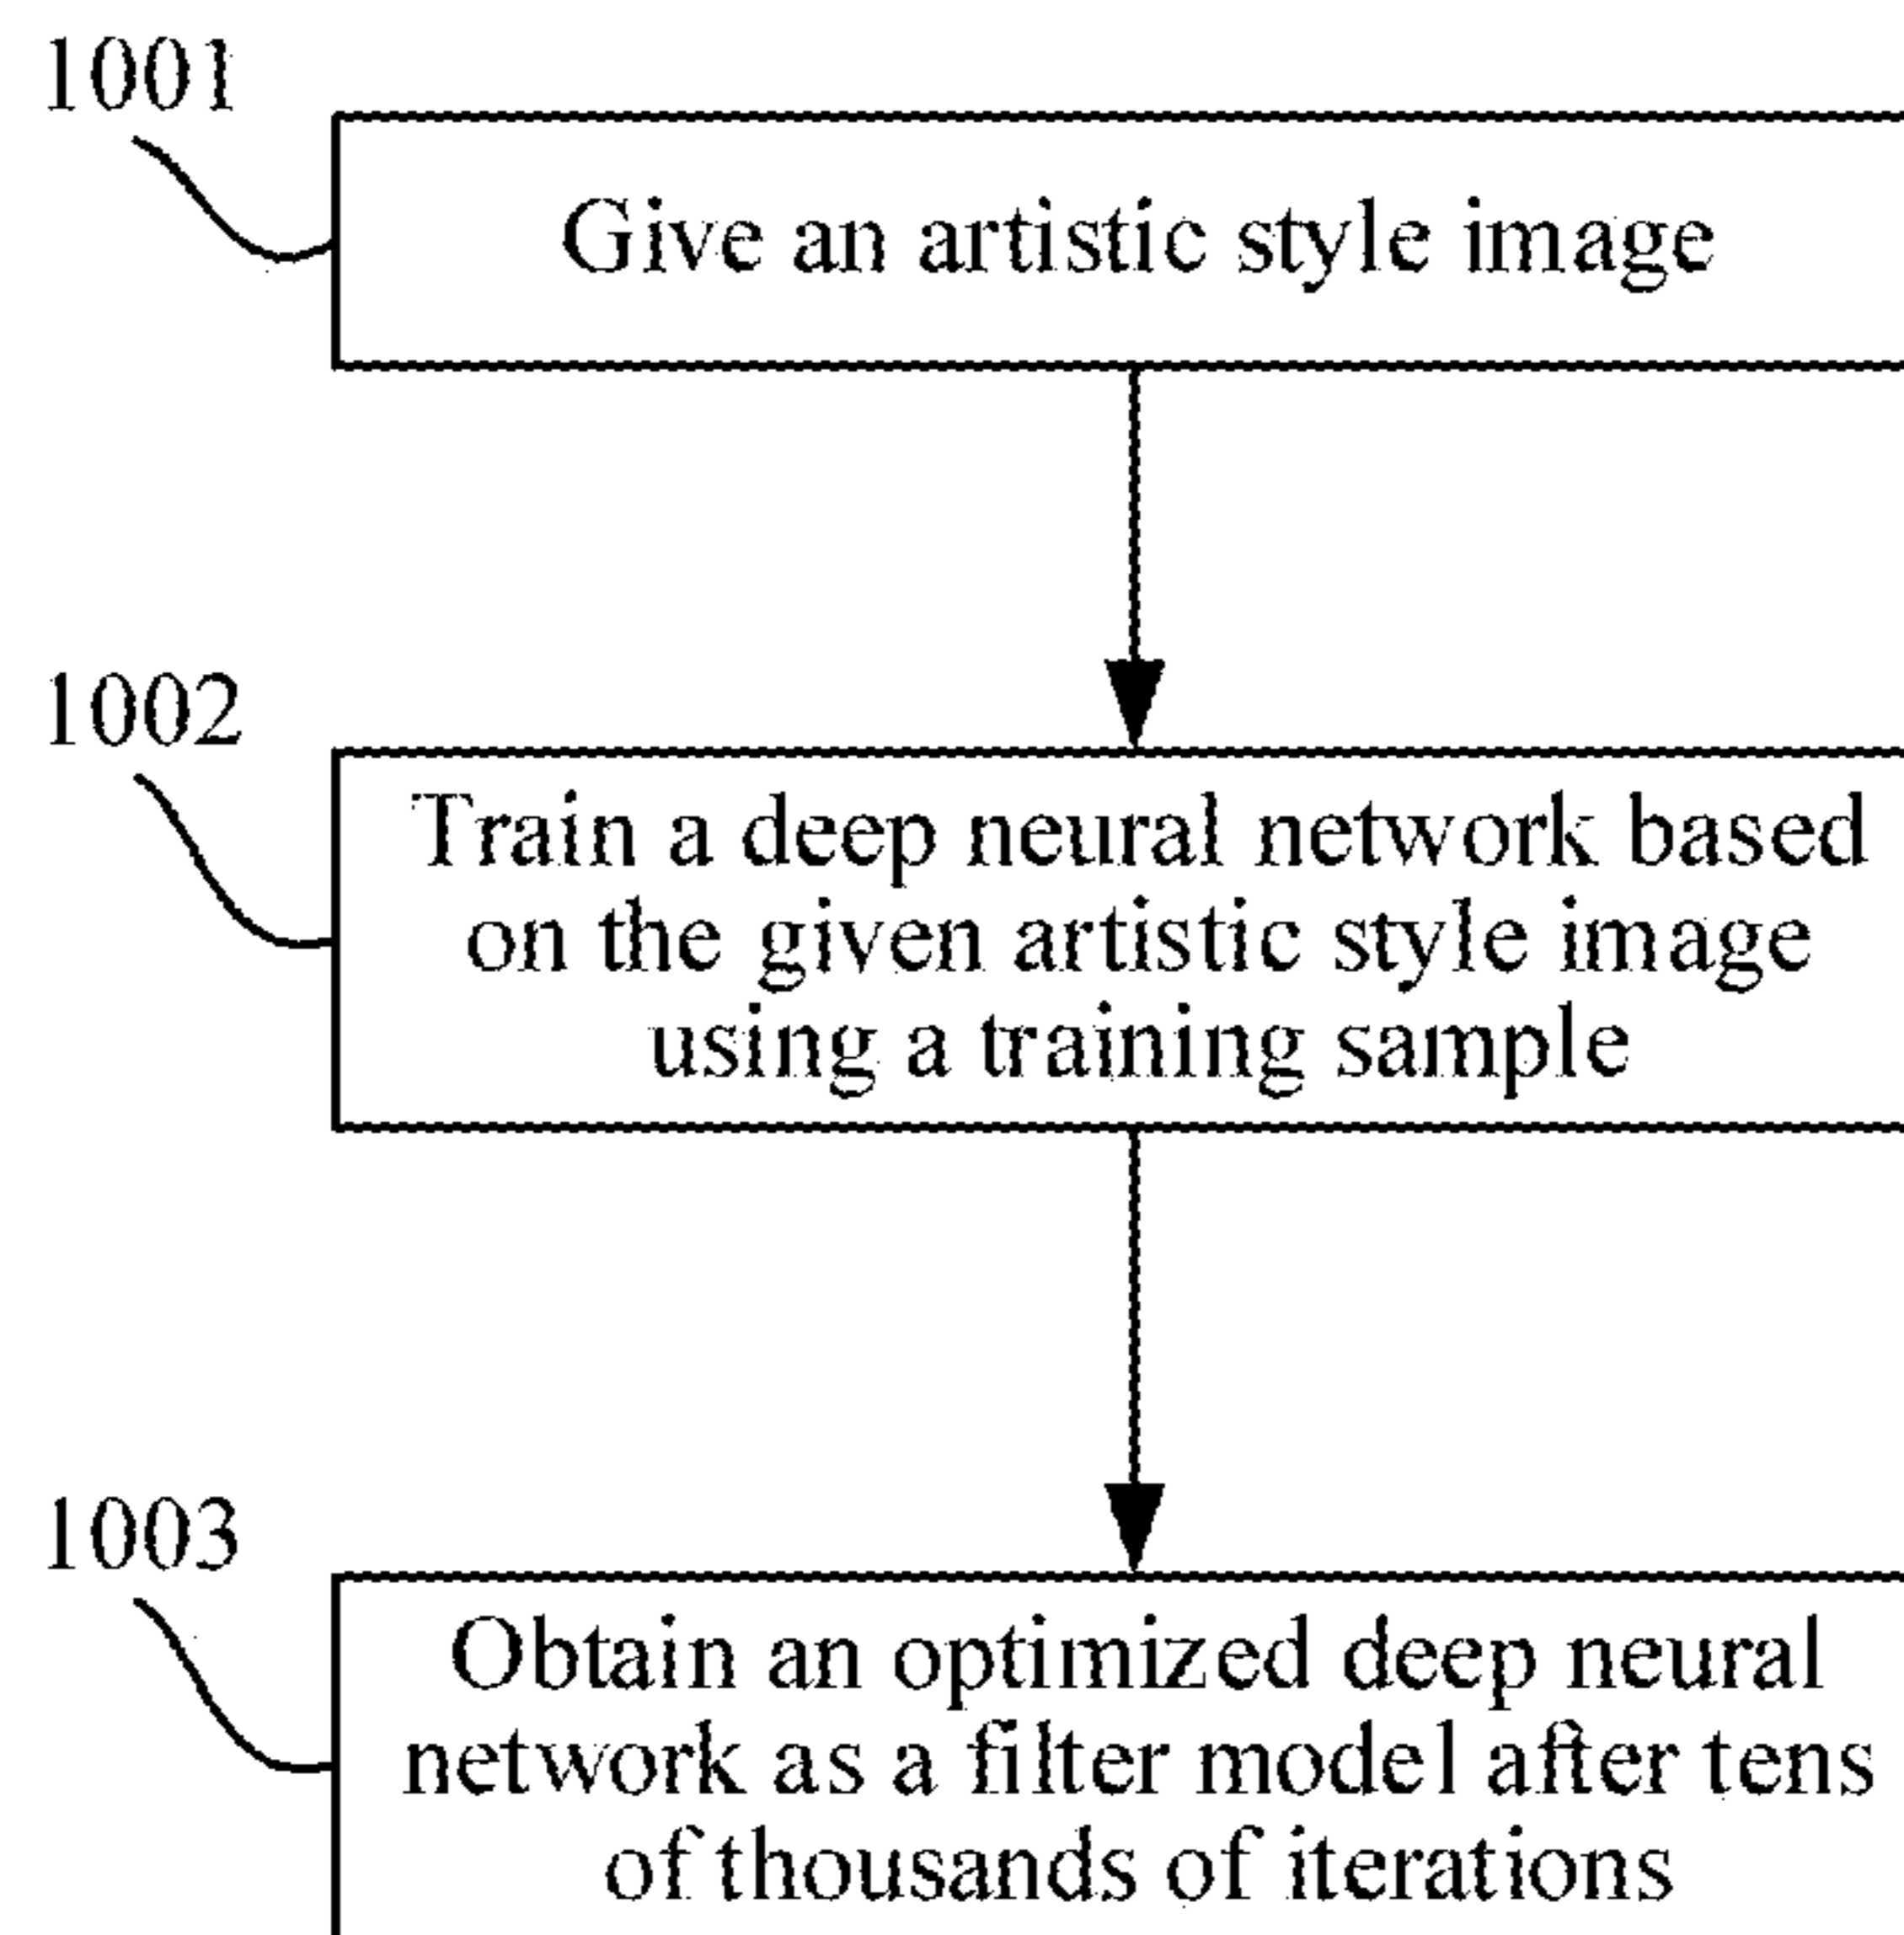 1001
Give an artistic style image
1002
Train a deep neural network based
on the given artistic style image
using a training sample
1003
Obtain an optimized deep neural
network as a filter model after tens
of thousands of iterations